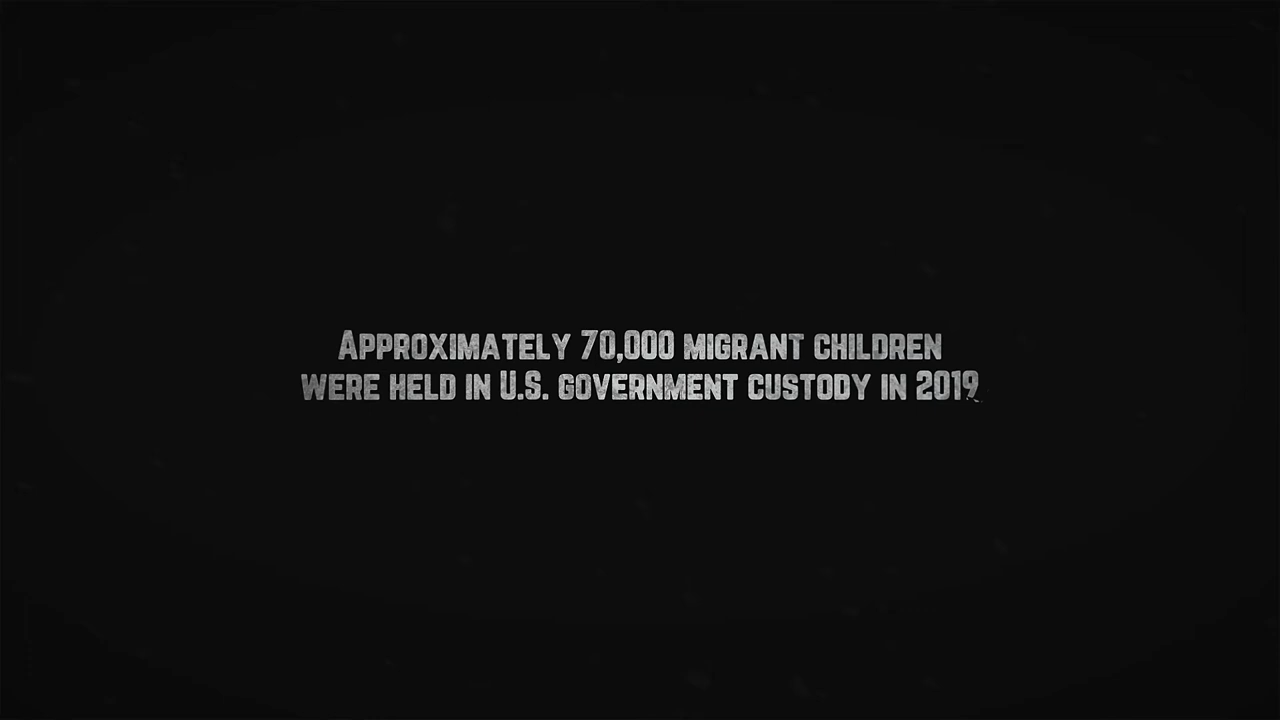 Approximately 70,000 migrant children
were held in U.S. government custody in 2019